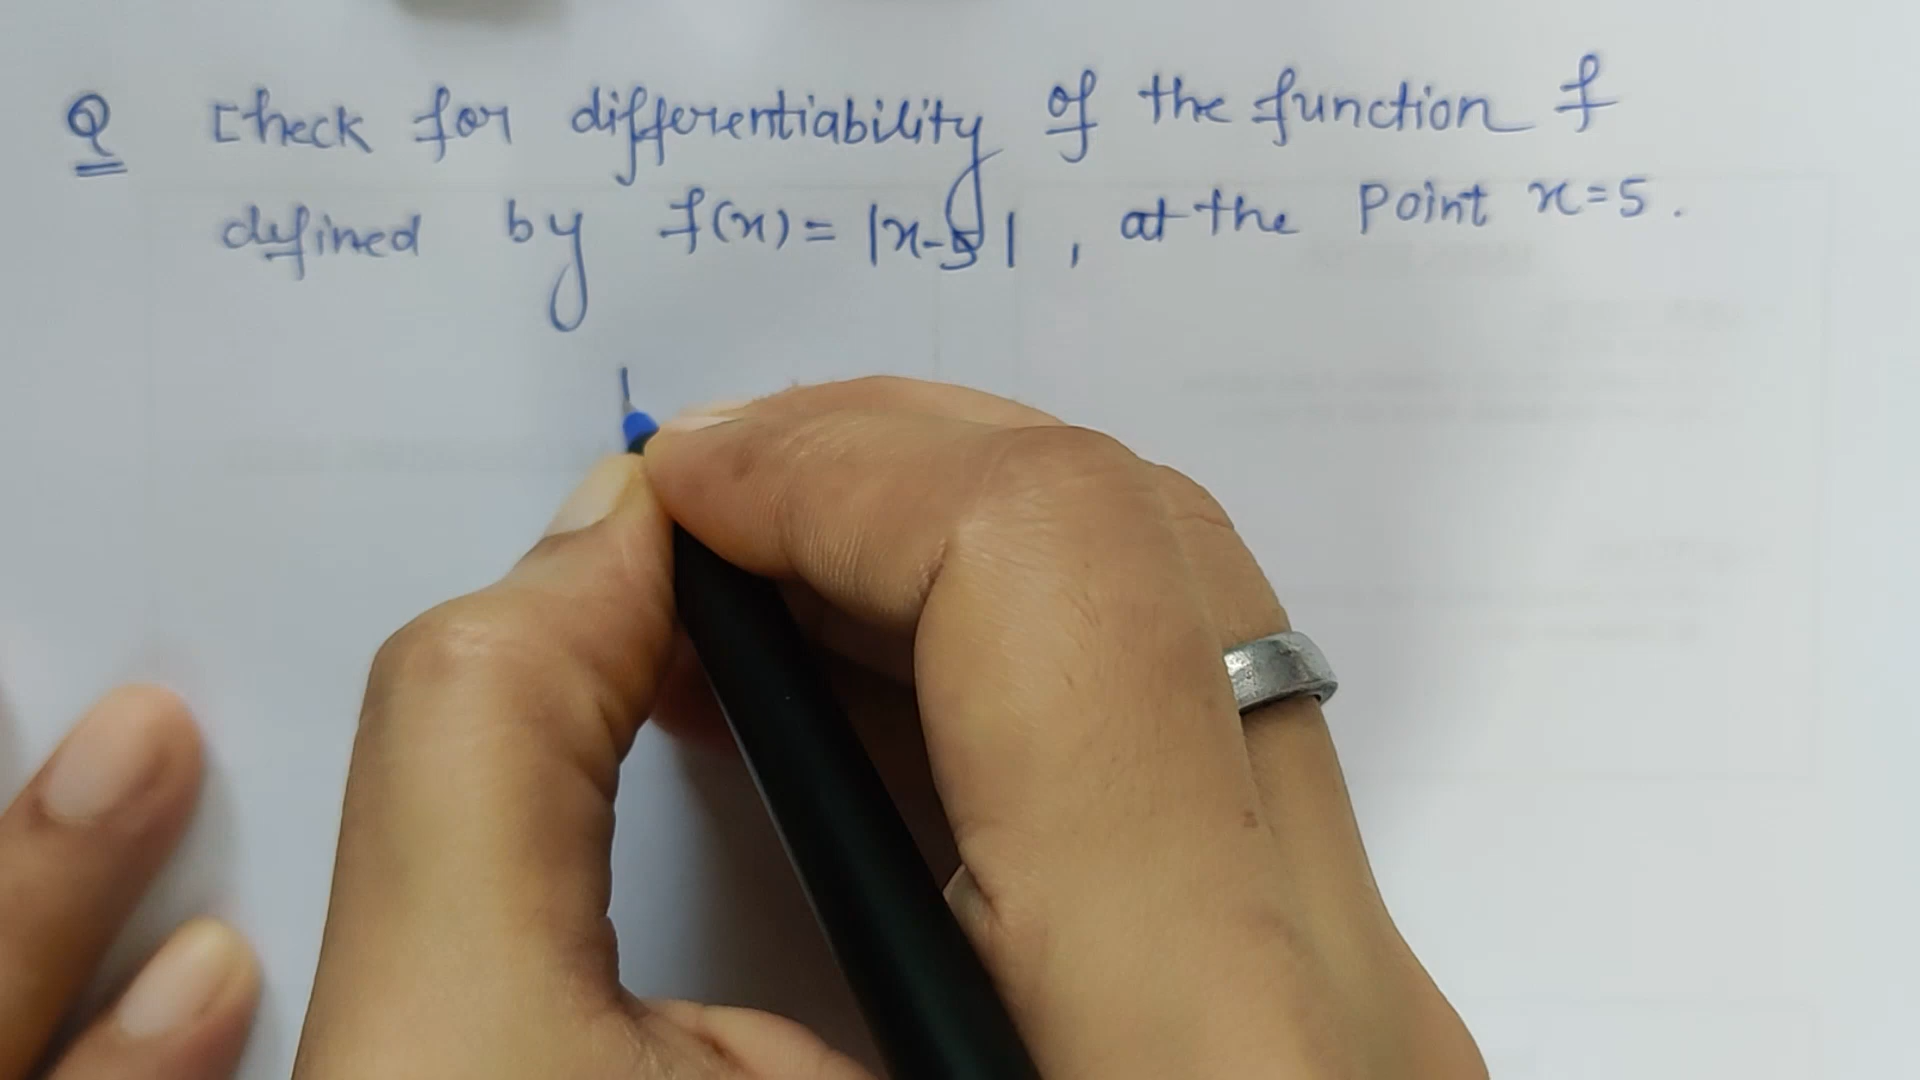 Q Check for differentiability of the function f
defined by f(x) = |x-5| , at the Point x=5.